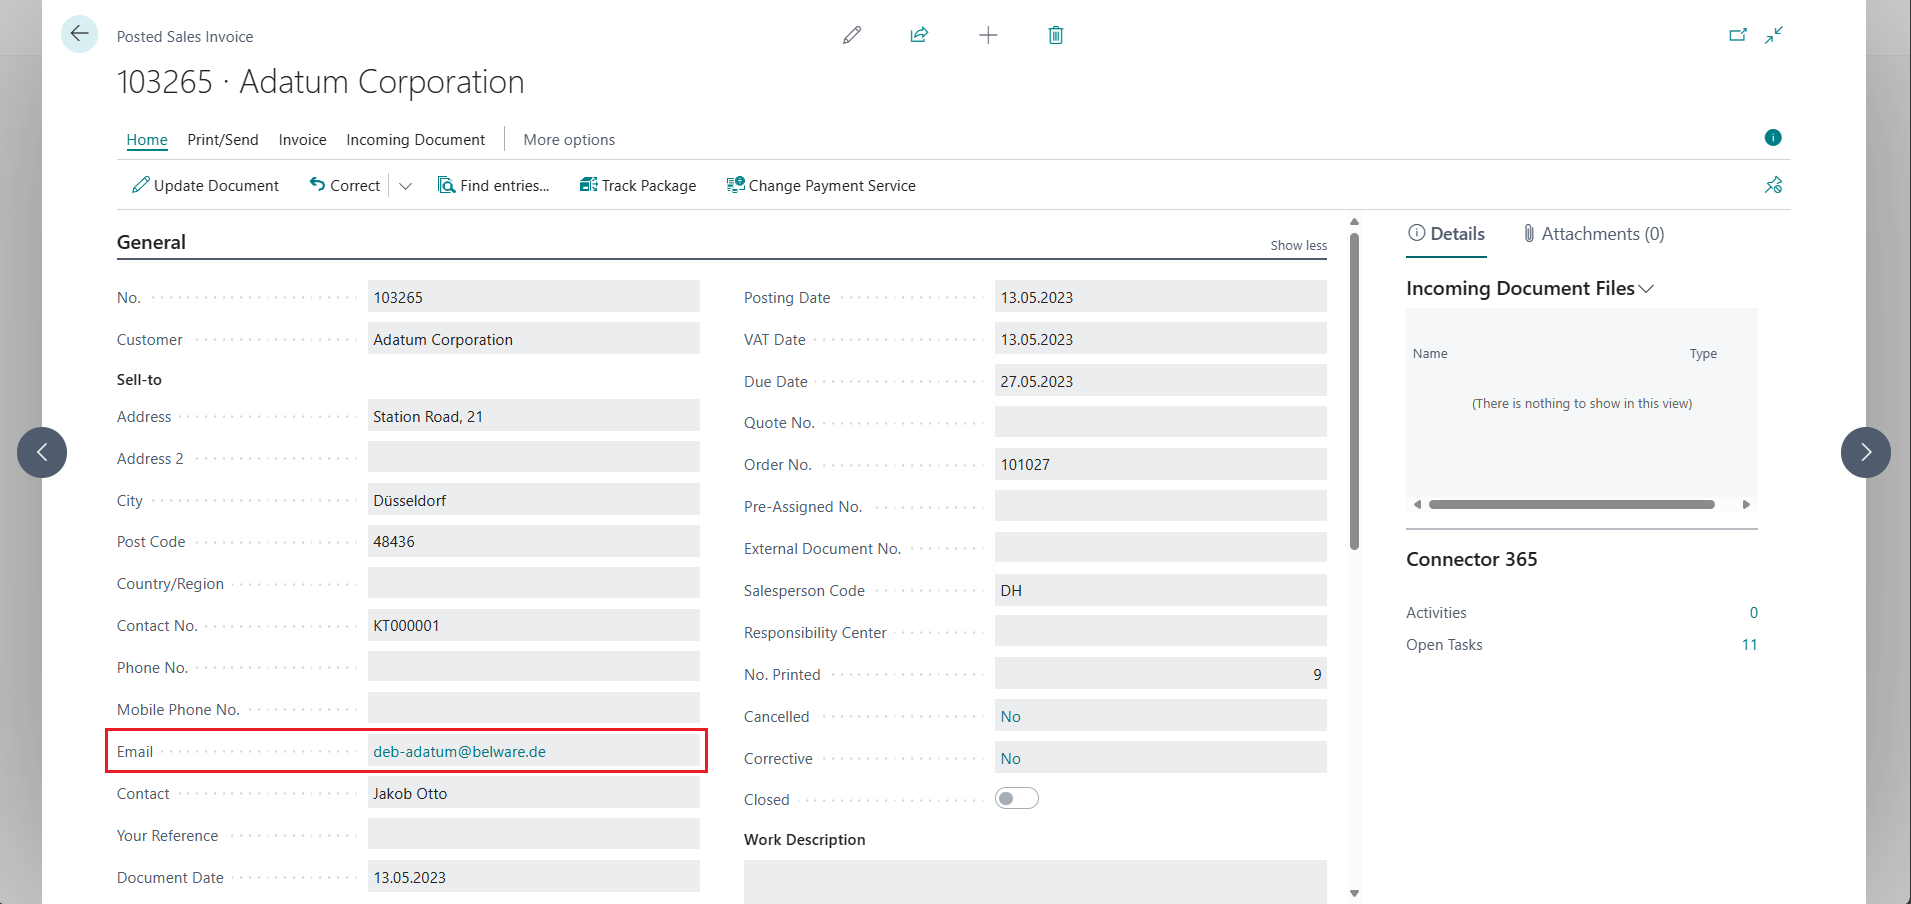 Posted Sales Invoice
103265 · Adatum Corporation
Home Print/Send Invoice Incoming Document More options
Update Document Correct Find entries... Track Package Change Payment Service
General
Show less
No. 103265
Customer Adatum Corporation
Sell-to
Address Station Road, 21
Address 2
City Düsseldorf
Post Code 48436
Country/Region
Contact No. KT000001
Phone No.
Mobile Phone No.
Email deb-adatum@belware.de
Contact Jakob Otto
Your Reference
Document Date 13.05.2023
Posting Date 13.05.2023
VAT Date 13.05.2023
Due Date 27.05.2023
Quote No.
Order No. 101027
Pre-Assigned No.
External Document No.
Salesperson Code DH
Responsibility Center
No. Printed 9
Cancelled No
Corrective No
Closed
Work Description
Details Attachments (0)
Incoming Document Files
Name Type
(There is nothing to show in this view)
Connector 365
Activities 0
Open Tasks 11